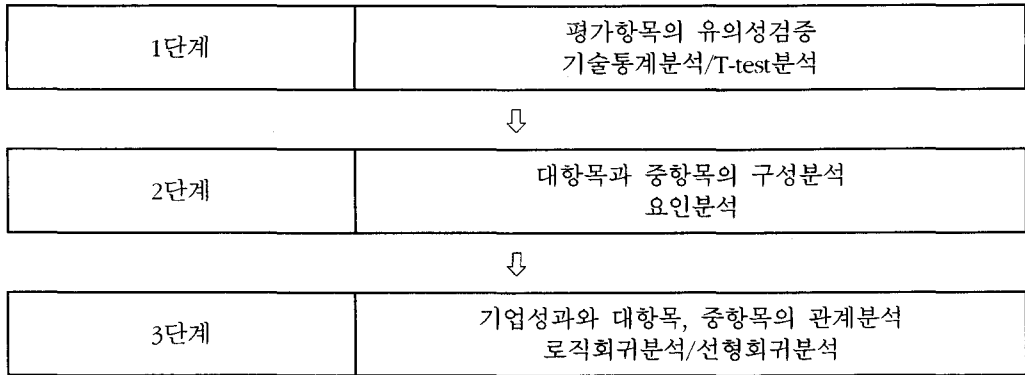 1단계
평가항목의 유의성검증
기술통계분석/T-test분석
⇩
2단계
대항목과 중항목의 구성분석
요인분석
⇩
3단계
기업성과와 대항목, 중항목의 관계분석
로직회귀분석/선형회귀분석